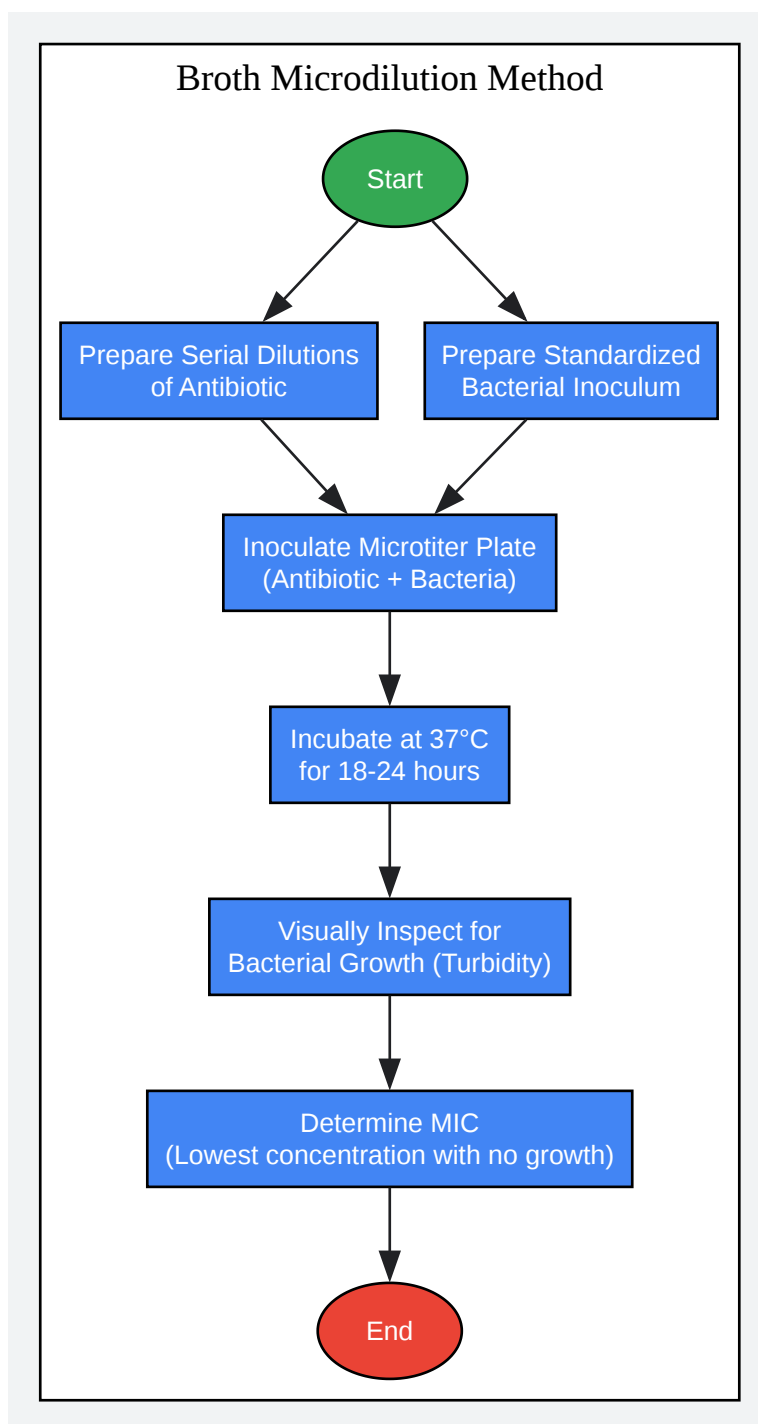 Broth Microdilution Method
Start
Prepare Serial Dilutions
of Antibiotic
Prepare Standardized
Bacterial Inoculum
Inoculate Microtiter Plate
(Antibiotic + Bacteria)
Incubate at 37°C
for 18-24 hours
Visually Inspect for
Bacterial Growth (Turbidity)
Determine MIC
(Lowest concentration with no growth)
End